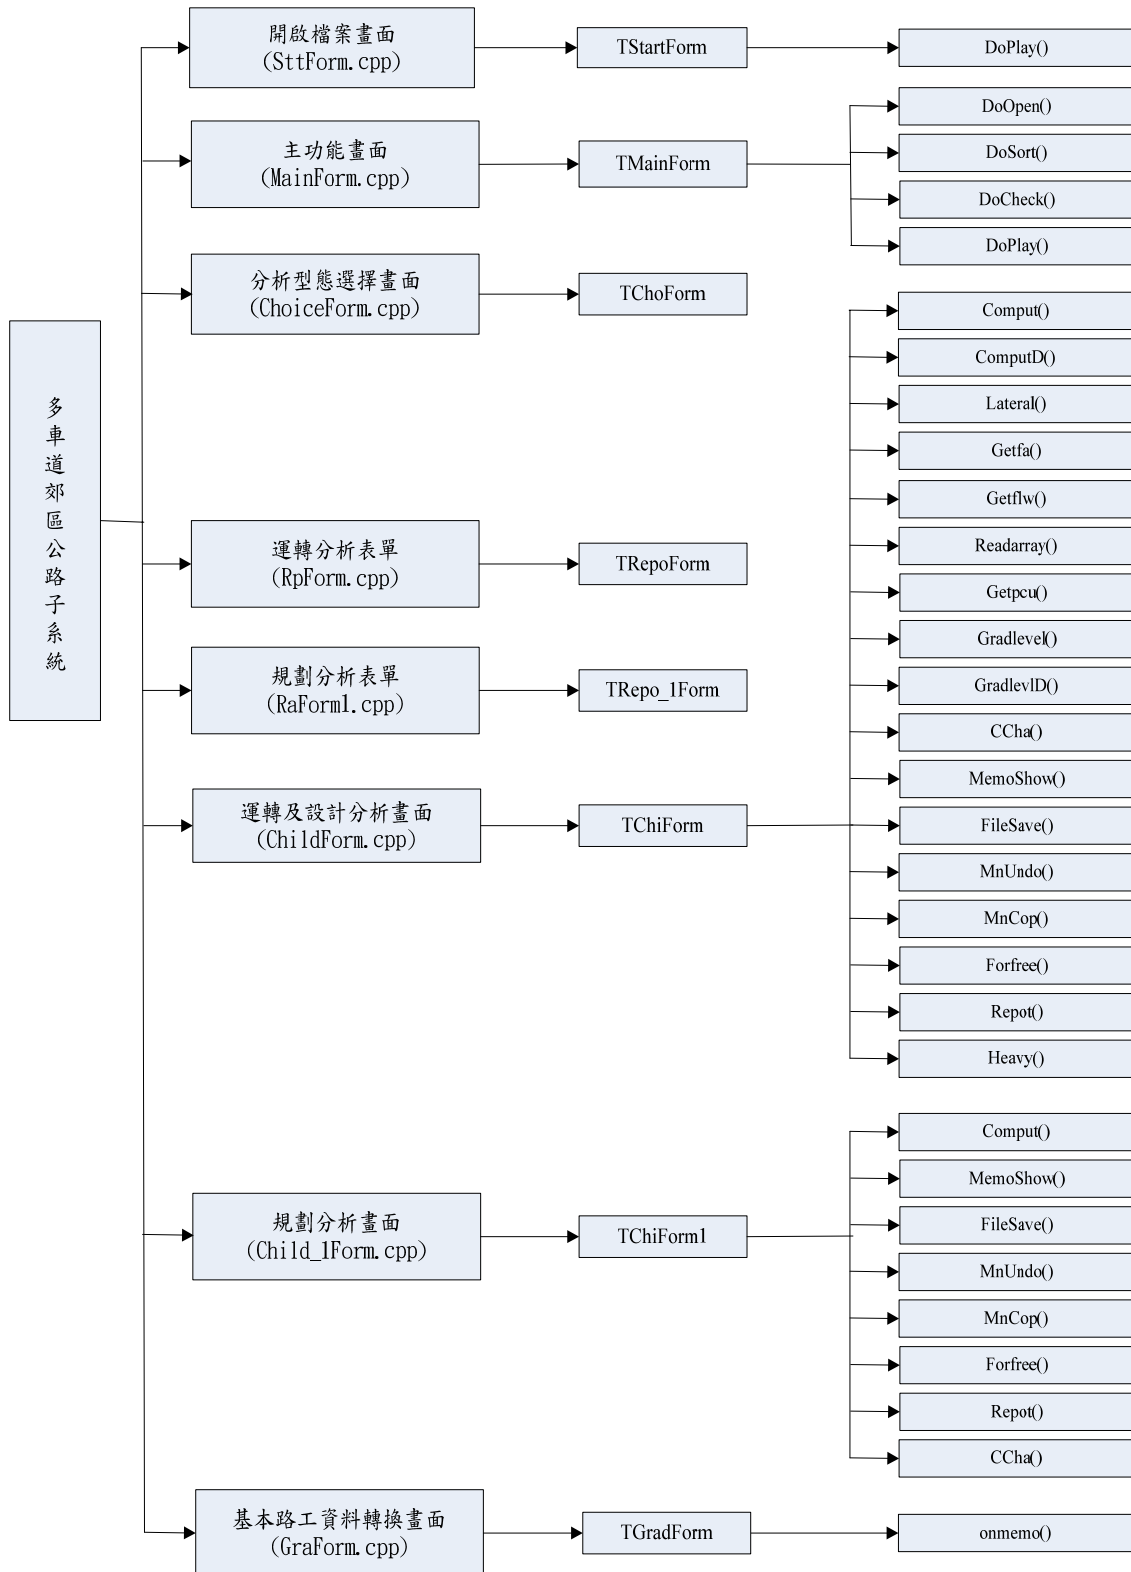 多車道郊區公路子系統
開啟檔案畫面
(SttForm.cpp)
TStartForm
DoPlay()
主功能畫面
(MainForm.cpp)
TMainForm
DoOpen()
DoSort()
DoCheck()
DoPlay()
分析型態選擇畫面
(ChoiceForm.cpp)
TChoForm
運轉分析表單
(RpForm.cpp)
TRepoForm
規劃分析表單
(RaForm1.cpp)
TRepo_1Form
運轉及設計分析畫面
(ChildForm.cpp)
TChiForm
Comput()
ComputD()
Lateral()
Getfa()
Getflw()
Readarray()
Getpcu()
Gradlevel()
GradlevlD()
CCha()
MemoShow()
FileSave()
MnUndo()
MnCop()
Forfree()
Repot()
Heavy()
規劃分析畫面
(Child_1Form.cpp)
TChiForm1
Comput()
MemoShow()
FileSave()
MnUndo()
MnCop()
Forfree()
Repot()
CCha()
基本路工資料轉換畫面
(GraForm.cpp)
TGradForm
onmemo()